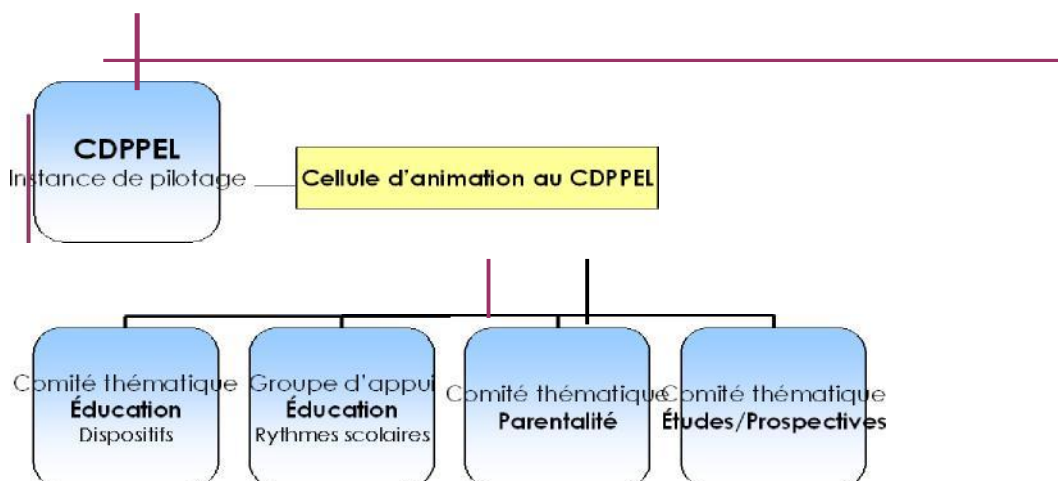 CDPPEL
Instance de pilotage
Cellule d'animation au CDPPEL
Comité thématique
Éducation
Dispositifs
Groupe d'appui
Éducation
Rythmes scolaires
Comité thématique
Parentalité
Comité thématique
Études/Prospectives